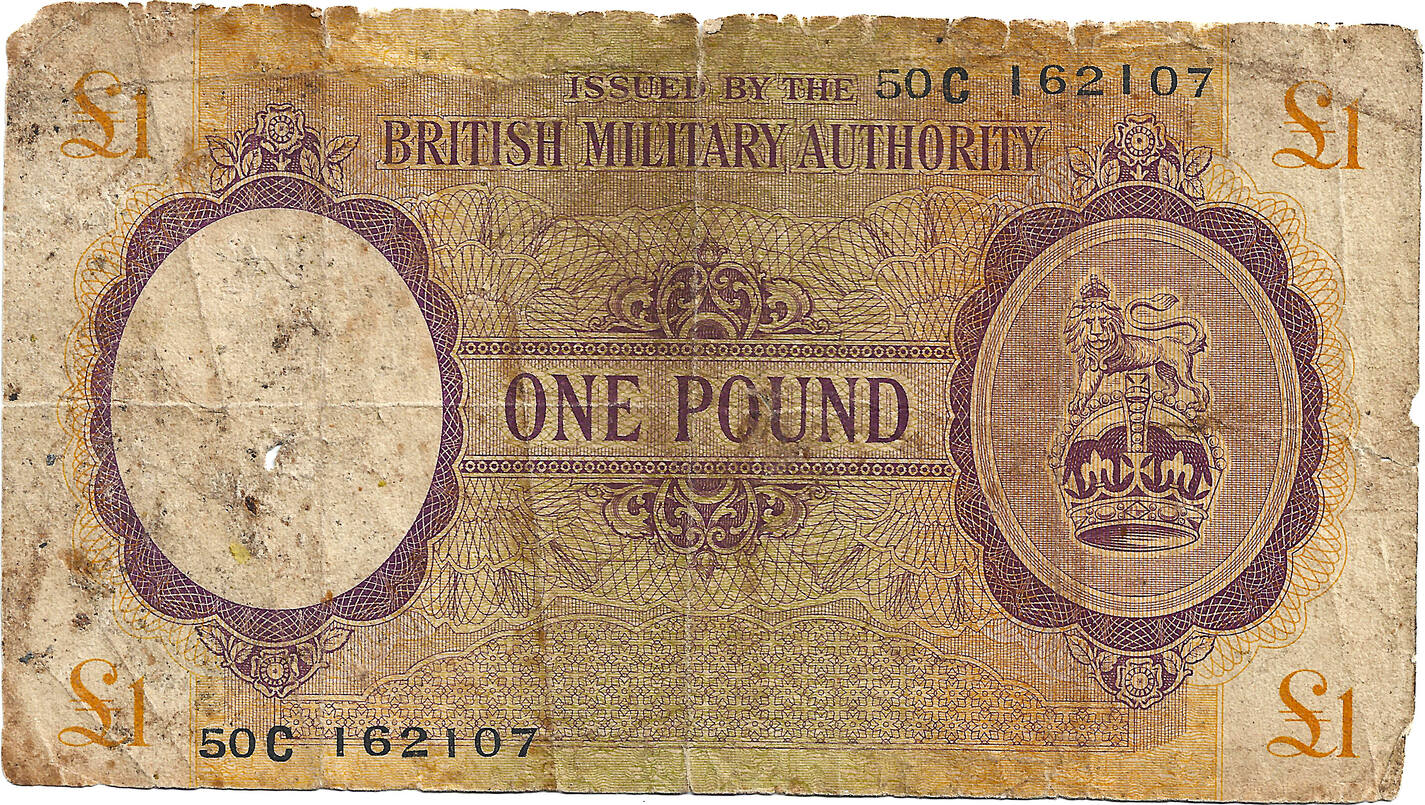 £1
ISSUED BY THE 50C 162107
£1
BRITISH MILITARY AUTHORITY
ONE POUND
£1
50C 162107
£1